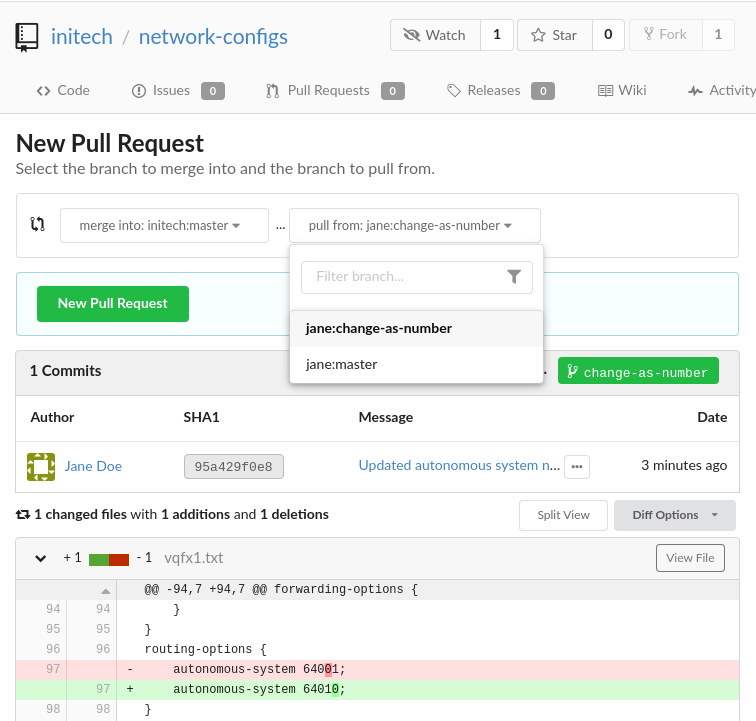 initech / network-configs Watch 1 Star 0 Fork 1
Code Issues 0 Pull Requests 0 Releases 0 Wiki Activity
New Pull Request
Select the branch to merge into and the branch to pull from.
merge into: initech:master ... pull from: jane:change-as-number
Filter branch...
New Pull Request
jane:change-as-number
jane:master
1 Commits change-as-number
Author SHA1 Message Date
Jane Doe 95a429f0e8 Updated autonomous system n... ... 3 minutes ago
1 changed files with 1 additions and 1 deletions Split View Diff Options
+ 1 - 1 vqfx1.txt View File
@@ -94,7 +94,7 @@ forwarding-options {
94 94 }
95 95 }
96 96 routing-options {
97 - autonomous-system 64001;
97 + autonomous-system 64010;
98 98 }